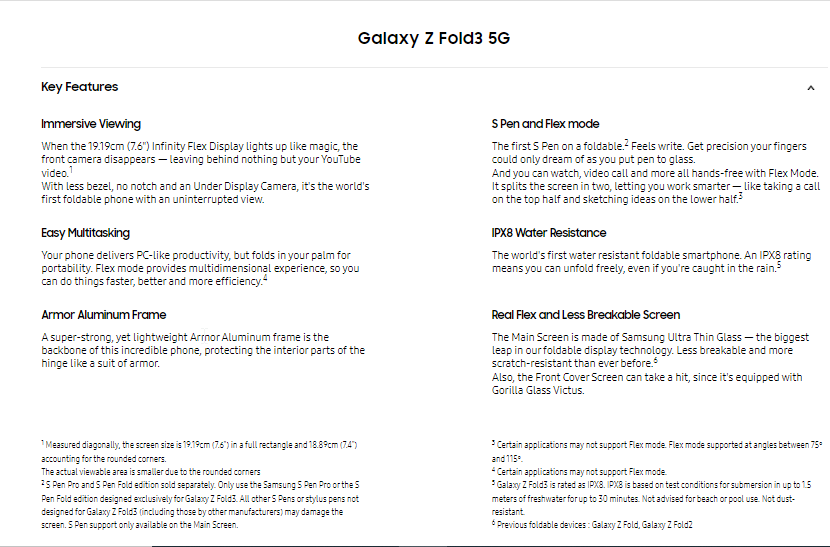 Galaxy Z Fold3 5G
Key Features
Immersive Viewing
When the 19.19cm (7.6") Infinity Flex Display lights up like magic, the
front camera disappears — leaving behind nothing but your YouTube
video.1
With less bezel, no notch and an Under Display Camera, it's the world's
first foldable phone with an uninterrupted view.
S Pen and Flex mode
The first S Pen on a foldable.2 Feels write. Get precision your fingers
could only dream of as you put pen to glass.
And you can watch, video call and more all hands-free with Flex Mode.
It splits the screen in two, letting you work smarter — like taking a call
on the top half and sketching ideas on the lower half.3
Easy Multitasking
Your phone delivers PC-like productivity, but folds in your palm for
portability. Flex mode provides multidimensional experience, so you
can do things faster, better and more efficiency.4
IPX8 Water Resistance
The world's first water resistant foldable smartphone. An IPX8 rating
means you can unfold freely, even if you're caught in the rain.5
Armor Aluminum Frame
A super-strong, yet lightweight Armor Aluminum frame is the
backbone of this incredible phone, protecting the interior parts of the
hinge like a suit of armor.
Real Flex and Less Breakable Screen
The Main Screen is made of Samsung Ultra Thin Glass — the biggest
leap in our foldable display technology. Less breakable and more
scratch-resistant than ever before.6
Also, the Front Cover Screen can take a hit, since it's equipped with
Gorilla Glass Victus.
1 Measured diagonally, the screen size is 19.19cm (7.6") in a full rectangle and 18.89cm (7.4")
accounting for the rounded corners.
The actual viewable area is smaller due to the rounded corners
2 S Pen Pro and S Pen Fold edition sold separately. Only use the Samsung S Pen Pro or the S
Pen Fold edition designed exclusively for Galaxy Z Fold3. All other S Pens or stylus pens not
designed for Galaxy Z Fold3 (including those by other manufacturers) may damage the
screen. S Pen support only available on the Main Screen.
3 Certain applications may not support Flex mode. Flex mode supported at angles between 75°
and 115°.
4 Certain applications may not support Flex mode.
5 Galaxy Z Fold3 is rated as IPX8. IPX8 is based on test conditions for submersion in up to 1.5
meters of freshwater for up to 30 minutes. Not advised for beach or pool use. Not dust-
resistant.
6 Previous foldable devices : Galaxy Z Fold, Galaxy Z Fold2